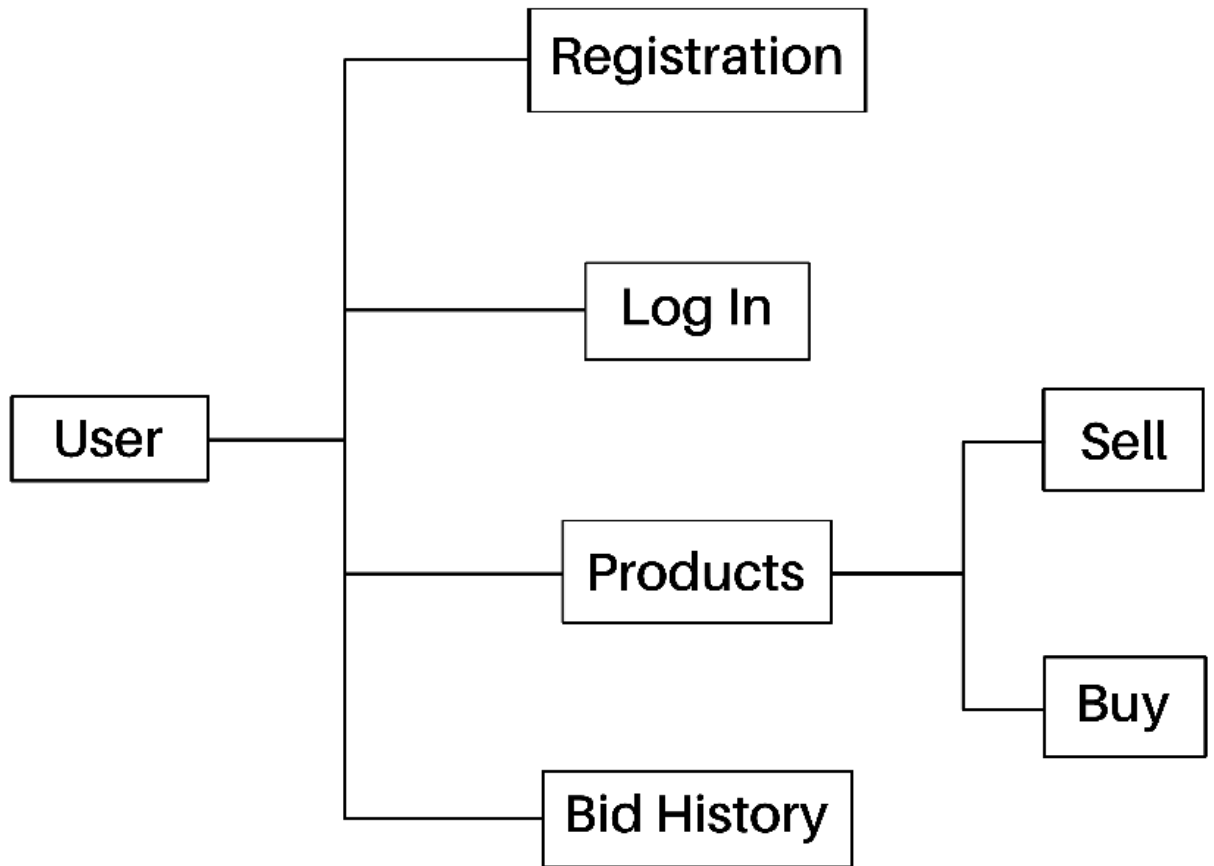 Registration
Log In
User
Sell
Products
Buy
Bid History